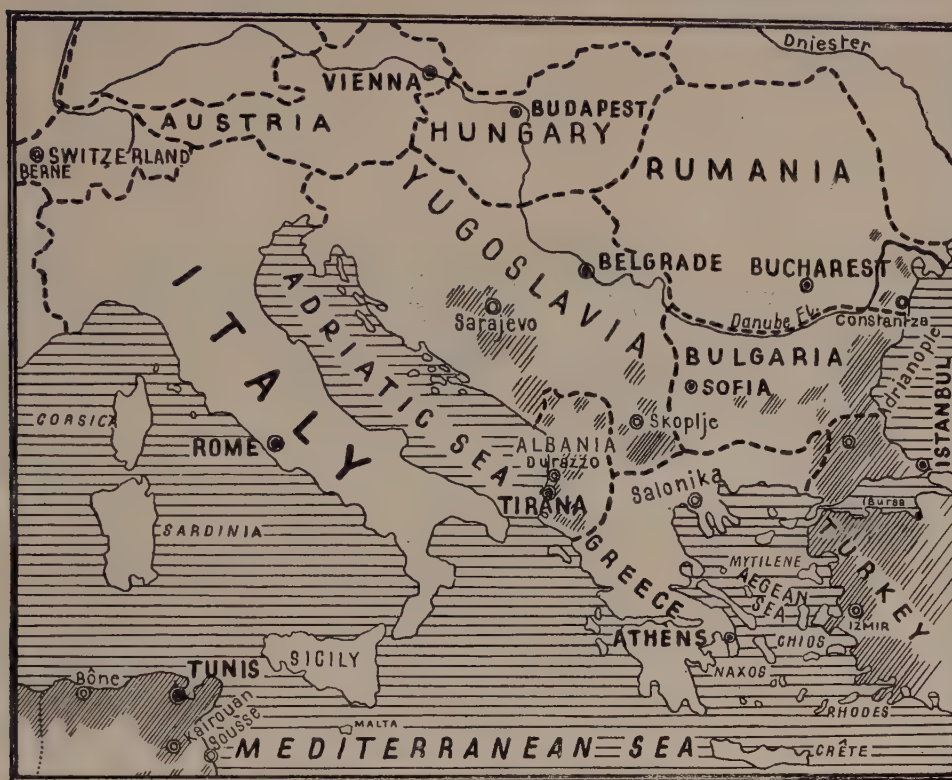 Dniester
VIENNA
BUDAPEST
AUSTRIA
HUNGARY
SWITZERLAND
BERNE
RUMANIA
YUGOSLAVIA
BELGRADE
BUCHAREST
ITALY
ADRIATIC SEA
Sarajevo
Danube
Constantza
BULGARIA
SOFIA
drianople
ISTANBUL
CORSICA
ROME
ALBANIA
Durazzo
Skoplje
TIRANA
Salonika
(Bursa
SARDINIA
GREECE
MYTILENE
AEGEAN
SEA
TURKEY
IZMIR
ATHENS
CHIOS
TUNIS
SICILY
NAXOS
Bône
Kairouan
Sousse
MALTA
RHODES
MEDITERRANEAN SEA
CRÊTE